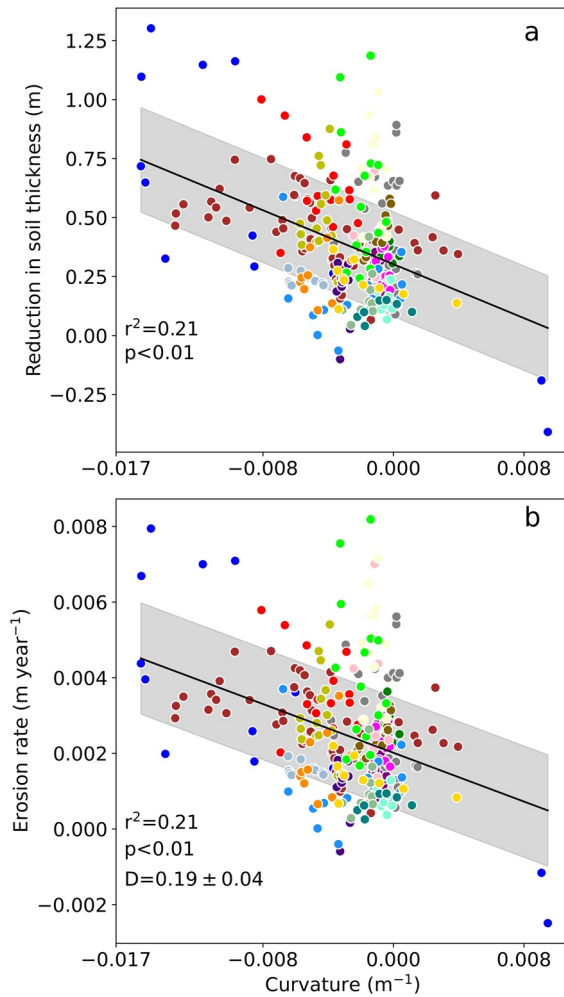 a
Reduction in soil thickness (m)
1.25
1.00
0.75
0.50
0.25
0.00
−0.25
r²=0.21
p<0.01
−0.017
−0.008
0.000
0.008
b
Erosion rate (m year⁻¹)
0.008
0.006
0.004
0.002
0.000
−0.002
r²=0.21
p<0.01
D=0.19 ± 0.04
−0.017
−0.008
0.000
0.008
Curvature (m⁻¹)